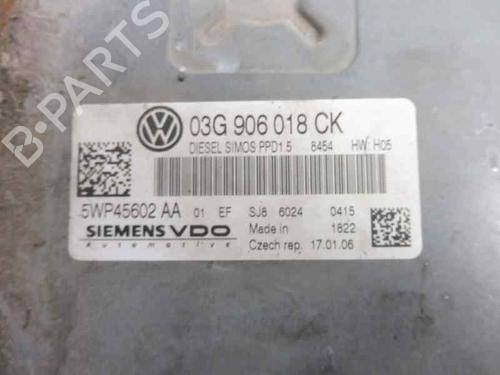 B-PARTS
VW 03G 906 018 CK
DIESEL SIMOS PPD1.5 8454 HW: H05
5WP45602 AA 01 EF SJ8 6024 0415
SIEMENS VDO Made in 1822
Automotive Czech rep. 17.01.06